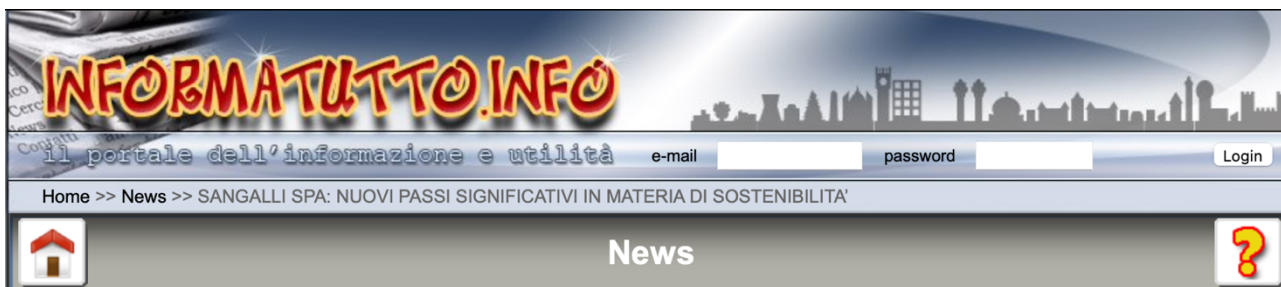 INFORMATUTTO.INFO
il portale dell'informazione e utilità
e-mail
password
Login
Home >> News >> SANGALLI SPA: NUOVI PASSI SIGNIFICATIVI IN MATERIA DI SOSTENIBILITA'
News
?